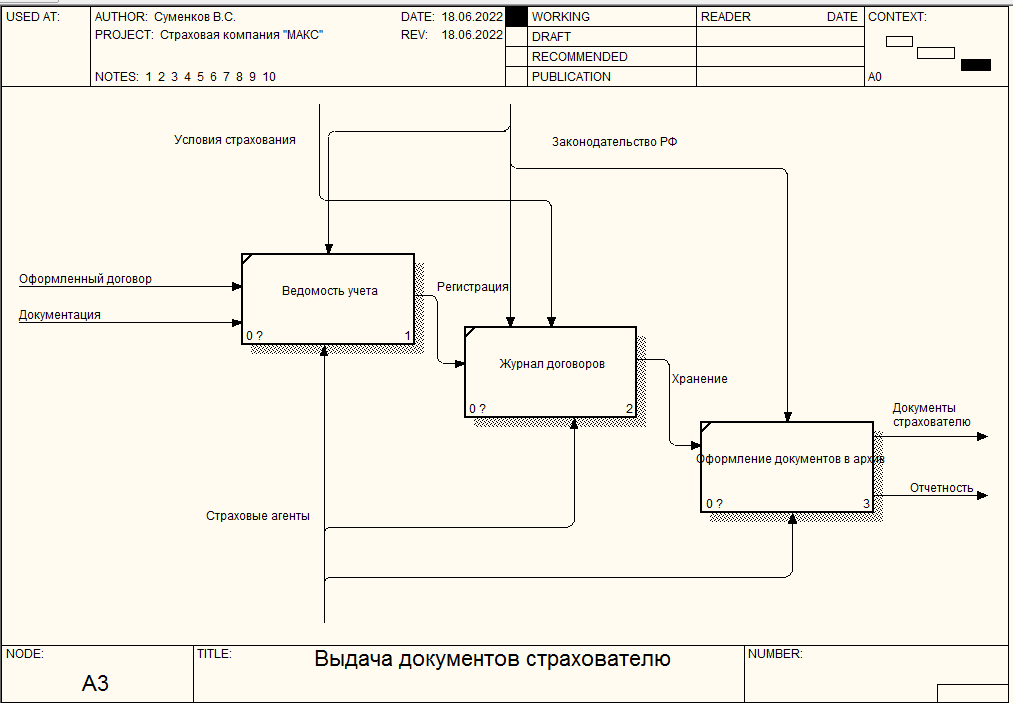 USED AT:
AUTHOR: Суменков В.С.
DATE: 18.06.2022
PROJECT: Страховая компания "МАКС"
REV: 18.06.2022
NOTES: 1 2 3 4 5 6 7 8 9 10
WORKING
DRAFT
RECOMMENDED
PUBLICATION
READER
DATE
CONTEXT:
A0
Условия страхования
Законодательство РФ
Оформленный договор
Документация
Ведомость учета
0 ?
1
Регистрация
Журнал договоров
0 ?
2
Хранение
Оформление документов в архив
0 ?
3
Документы
страхователю
Отчетность
Страховые агенты
NODE:
A3
TITLE:
Выдача документов страхователю
NUMBER: